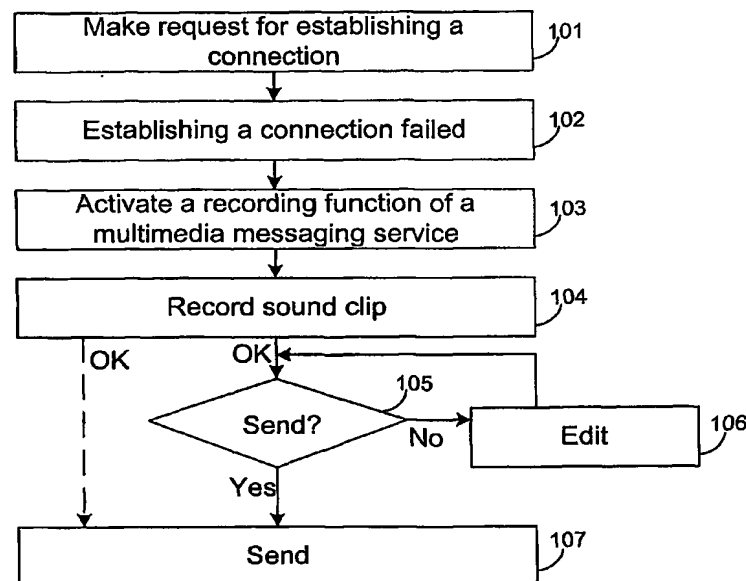 Make request for establishing a
connection
101
Establishing a connection failed
102
Activate a recording function of a
multimedia messaging service
103
Record sound clip
104
OK
OK
105
Send?
No
Edit
106
Yes
Send
107